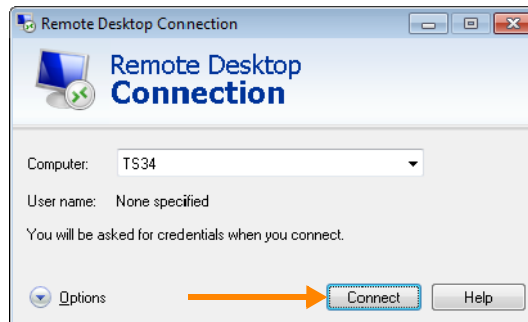 Remote Desktop Connection
Remote Desktop
Connection
Computer: TS34
User name: None specified
You will be asked for credentials when you connect.
Options Connect Help